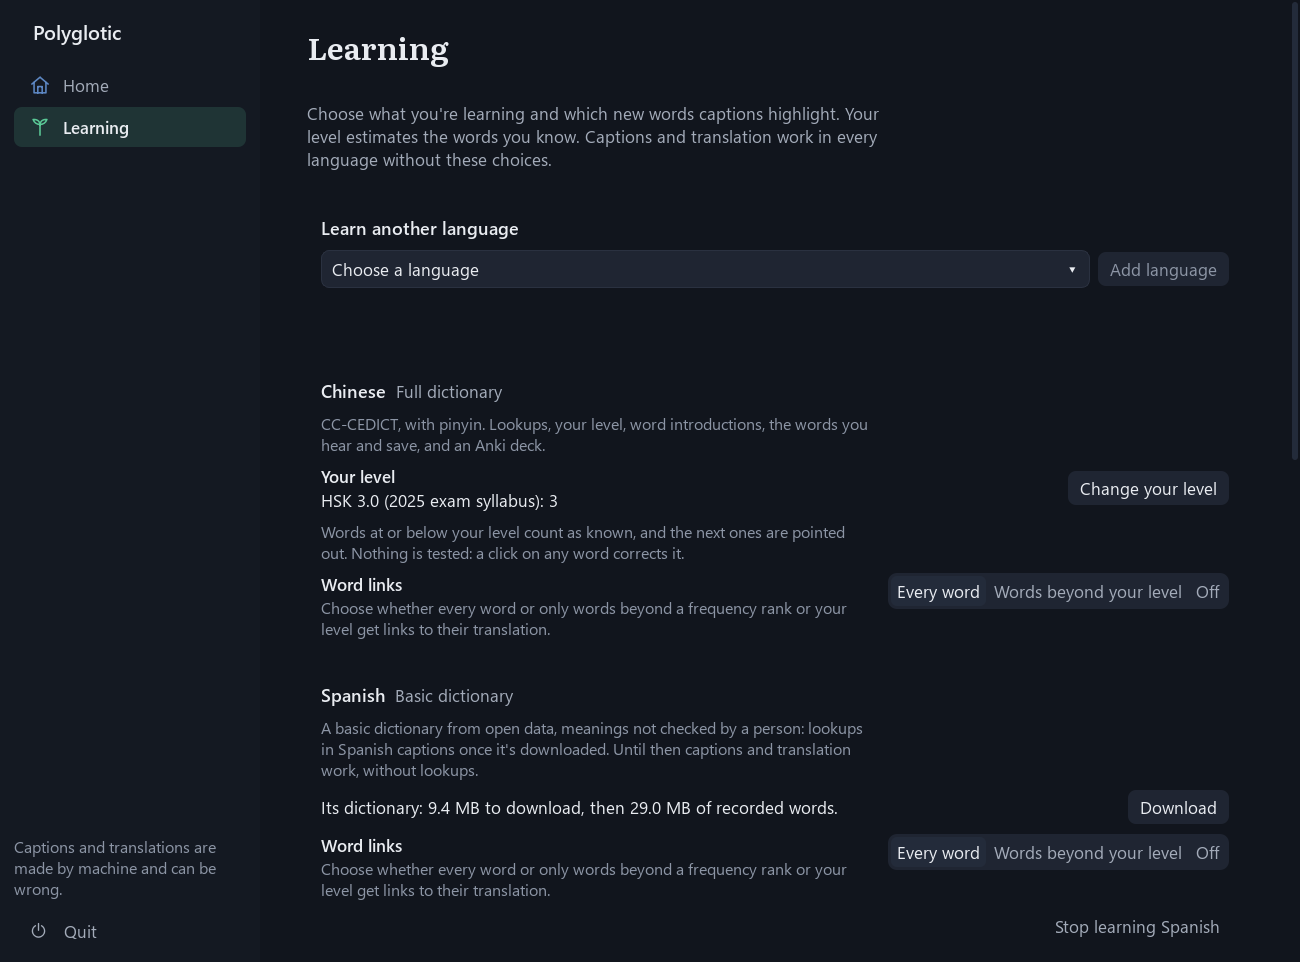 Polyglotic
Home
Learning
Captions and translations are
made by machine and can be
wrong.
Quit
Learning
Choose what you're learning and which new words captions highlight. Your
level estimates the words you know. Captions and translation work in every
language without these choices.
Learn another language
Choose a language
Add language
Chinese Full dictionary
CC-CEDICT, with pinyin. Lookups, your level, word introductions, the words you
hear and save, and an Anki deck.
Your level
HSK 3.0 (2025 exam syllabus): 3
Change your level
Words at or below your level count as known, and the next ones are pointed
out. Nothing is tested: a click on any word corrects it.
Word links
Choose whether every word or only words beyond a frequency rank or your
level get links to their translation.
Every word Words beyond your level Off
Spanish Basic dictionary
A basic dictionary from open data, meanings not checked by a person: lookups
in Spanish captions once it's downloaded. Until then captions and translation
work, without lookups.
Its dictionary: 9.4 MB to download, then 29.0 MB of recorded words.
Download
Word links
Choose whether every word or only words beyond a frequency rank or your
level get links to their translation.
Every word Words beyond your level Off
Stop learning Spanish